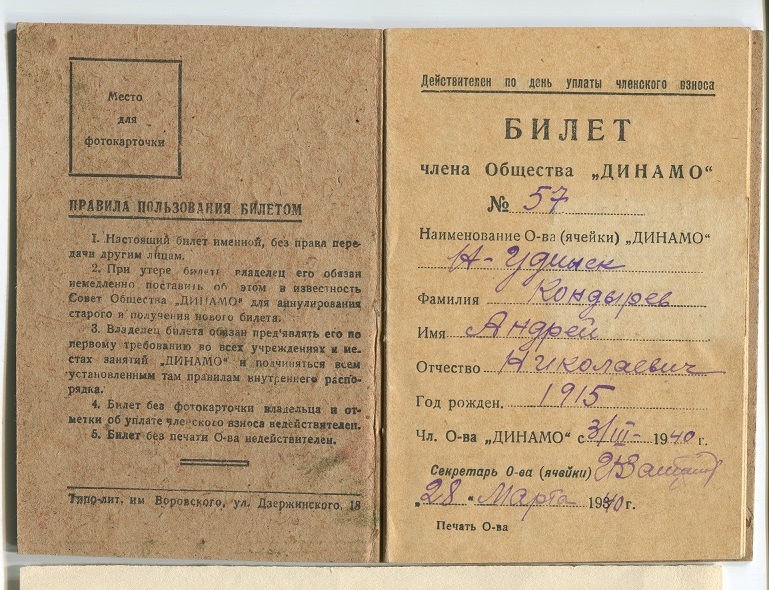 Место
для
фотокарточки
ПРАВИЛА ПОЛЬЗОВАНИЯ БИЛЕТОМ
1. Настоящий билет именной, без права пере-
дачи другим лицам.
2. При утере билета владелец его обязан
немедленно поставить об этом в известность
Совет Общества „ДИНАМО“ для аннулирования
старого и получения нового билета.
3. Владелец билета обязан предъявлять его по
первому требованию во всех учреждениях и ме-
стах занятий „ДИНАМО“ и подчиняться всем
установленным там правилам внутреннего распо-
рядка.
4. Билет без фотокарточки владельца и от-
метки об уплате членского взноса недействителен.
5. Билет без печати О-ва недействителен.
Типо-лит. им Воровского, ул. Дзержинского, 18
Действителен по день уплаты членского взноса
БИЛЕТ
члена Общества „ДИНАМО“
№ 57
Наименование О-ва (ячейки) „ДИНАМО“
Н-Удинск
Фамилия Кондырев
Имя Андрей
Отчество Николаевич
Год рожден. 1915
Чл. О-ва „ДИНАМО“ с 3/III- 1940 г.
Секретарь О-ва (ячейки)
„28“ Марта 1940 г.
Печать О-ва